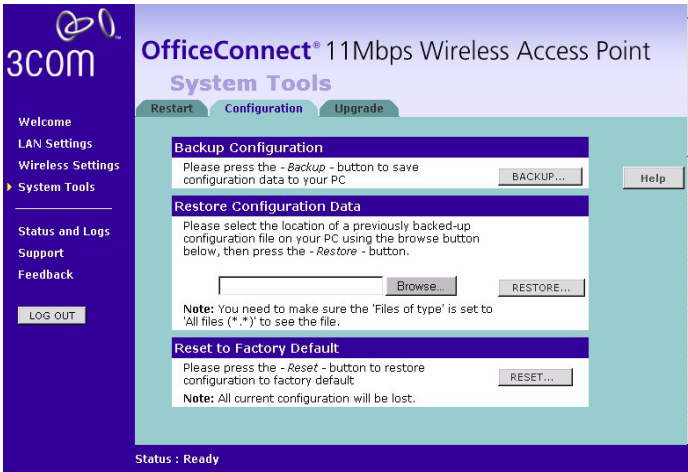 3COM
OfficeConnect® 11Mbps Wireless Access Point
System Tools
Restart Configuration Upgrade
Welcome
LAN Settings
Wireless Settings
System Tools
Status and Logs
Support
Feedback
LOG OUT
Backup Configuration
Please press the - Backup - button to save
configuration data to your PC
BACKUP...
Help
Restore Configuration Data
Please select the location of a previously backed-up
configuration file on your PC using the browse button
below, then press the - Restore - button.
Browse...
RESTORE...
Note: You need to make sure the 'Files of type' is set to
'All files (*.*)' to see the file.
Reset to Factory Default
Please press the - Reset - button to restore
configuration to factory default
RESET...
Note: All current configuration will be lost.
Status : Ready